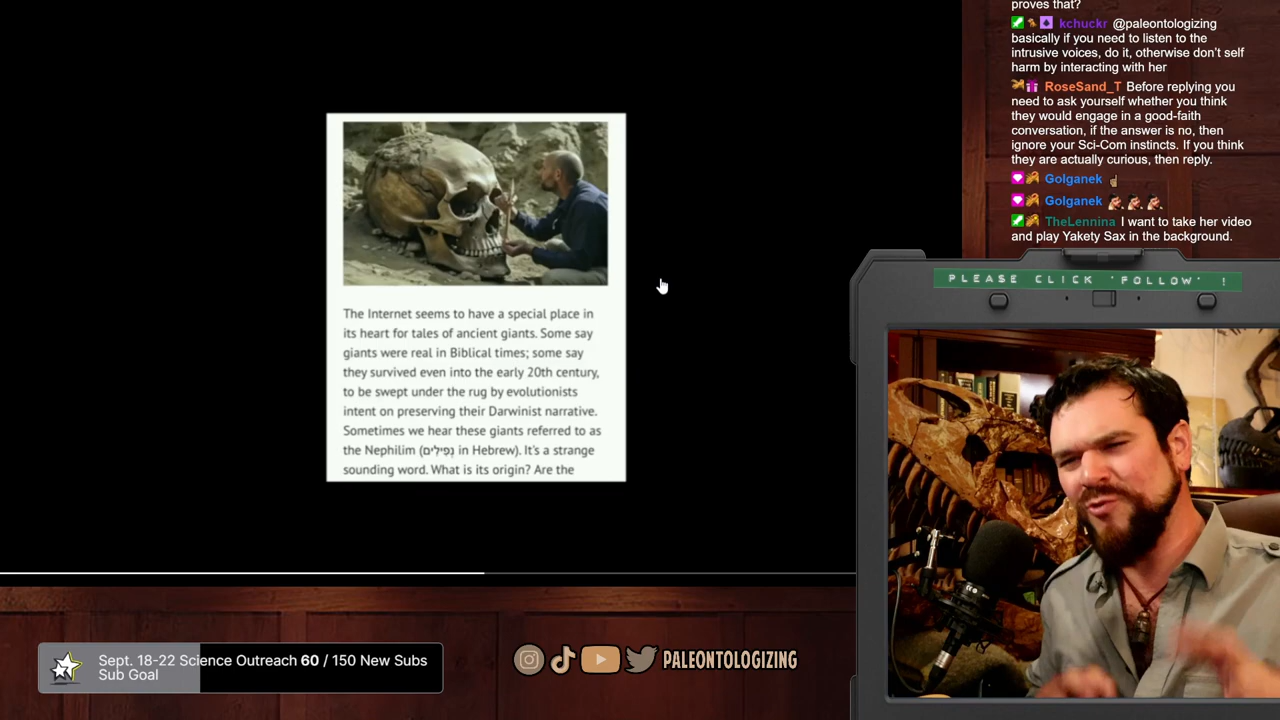 The Internet seems to have a special place in
its heart for tales of ancient giants. Some say
giants were real in Biblical times; some say
they survived even into the early 20th century,
to be swept under the rug by evolutionists
intent on preserving their Darwinist narrative.
Sometimes we hear these giants referred to as
the Nephilim (נְפִילִים in Hebrew). It's a strange
sounding word. What is its origin? Are the
proves that?
kchuckr @paleontologizing
basically if you need to listen to the
intrusive voices, do it, otherwise don't self
harm by interacting with her
RoseSand_T Before replying you
need to ask yourself whether you think
they would engage in a good-faith
conversation, if the answer is no, then
ignore your Sci-Com instincts. If you think
they are actually curious, then reply.
Golganek
Golganek
TheLennina I want to take her video
and play Yakety Sax in the background.
PLEASE CLICK 'FOLLOW' !
Sept. 18-22 Science Outreach 60 / 150 New Subs
Sub Goal
PALEONTOLOGIZING